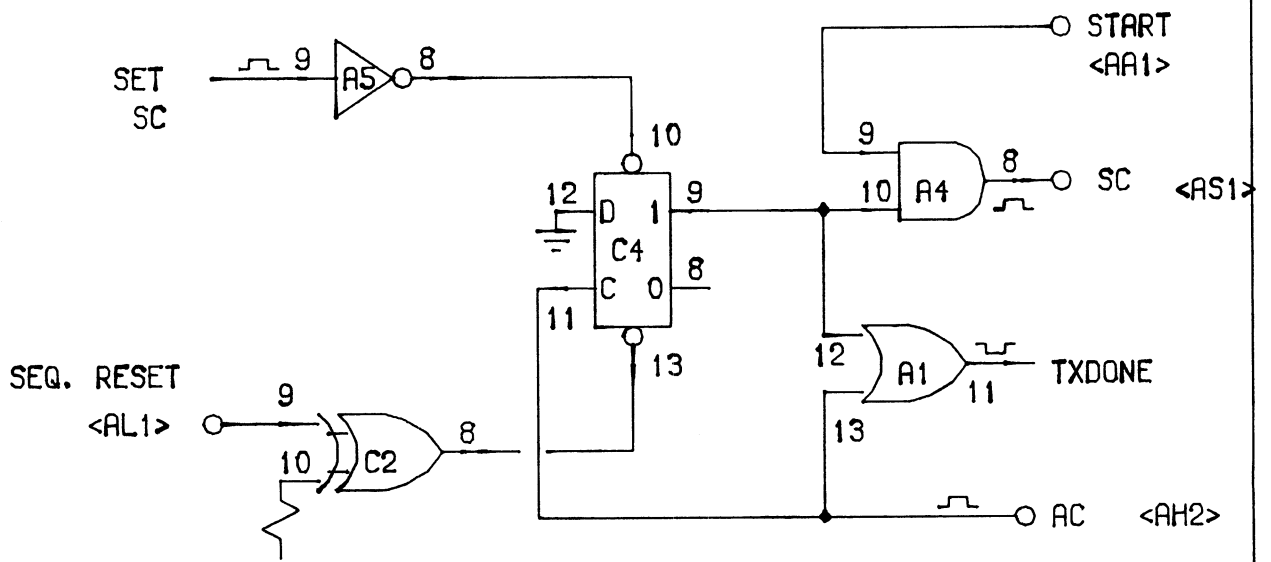 START
<AA1>
SET
SC
9
A5
8
10
9
10
A4
8
SC
<AS1>
12
D
1
9
C4
C
0
8
11
13
12
A1
11
TXDONE
13
SEQ. RESET
<AL1>
9
10
C2
8
AC
<AH2>